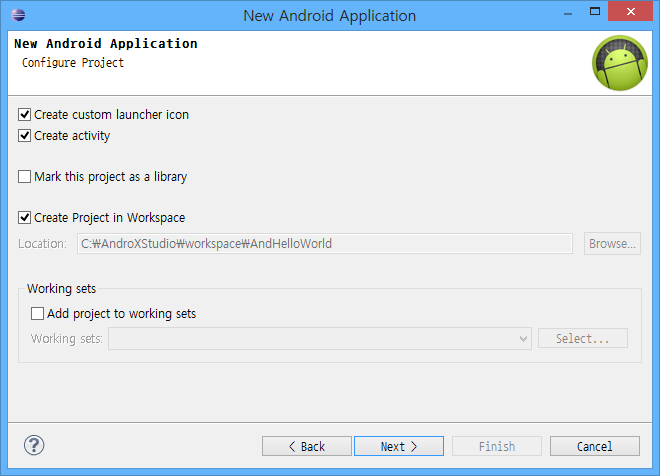 New Android Application
New Android Application
Configure Project
Create custom launcher icon
Create activity
Mark this project as a library
Create Project in Workspace
Location: C:₩AndroXStudio₩workspace₩AndHelloWorld Browse...
Working sets
Add project to working sets
Working sets: Select...
? < Back Next > Finish Cancel